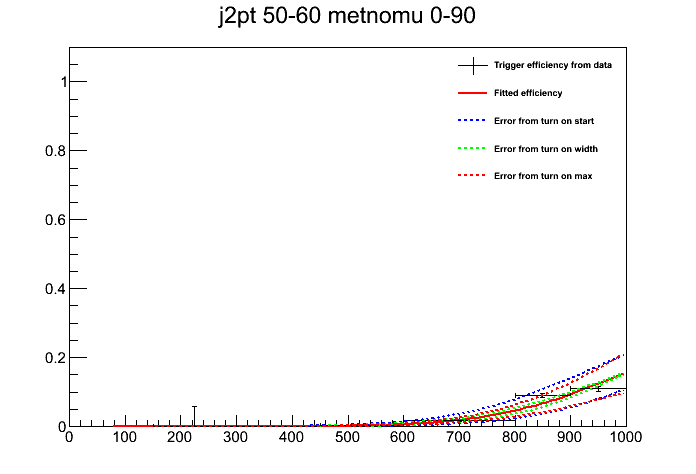 j2pt 50-60 metnomu 0-90
Trigger efficiency from data
Fitted efficiency
Error from turn on start
Error from turn on width
Error from turn on max
1
0.8
0.6
0.4
0.2
0
0 100 200 300 400 500 600 700 800 900 1000